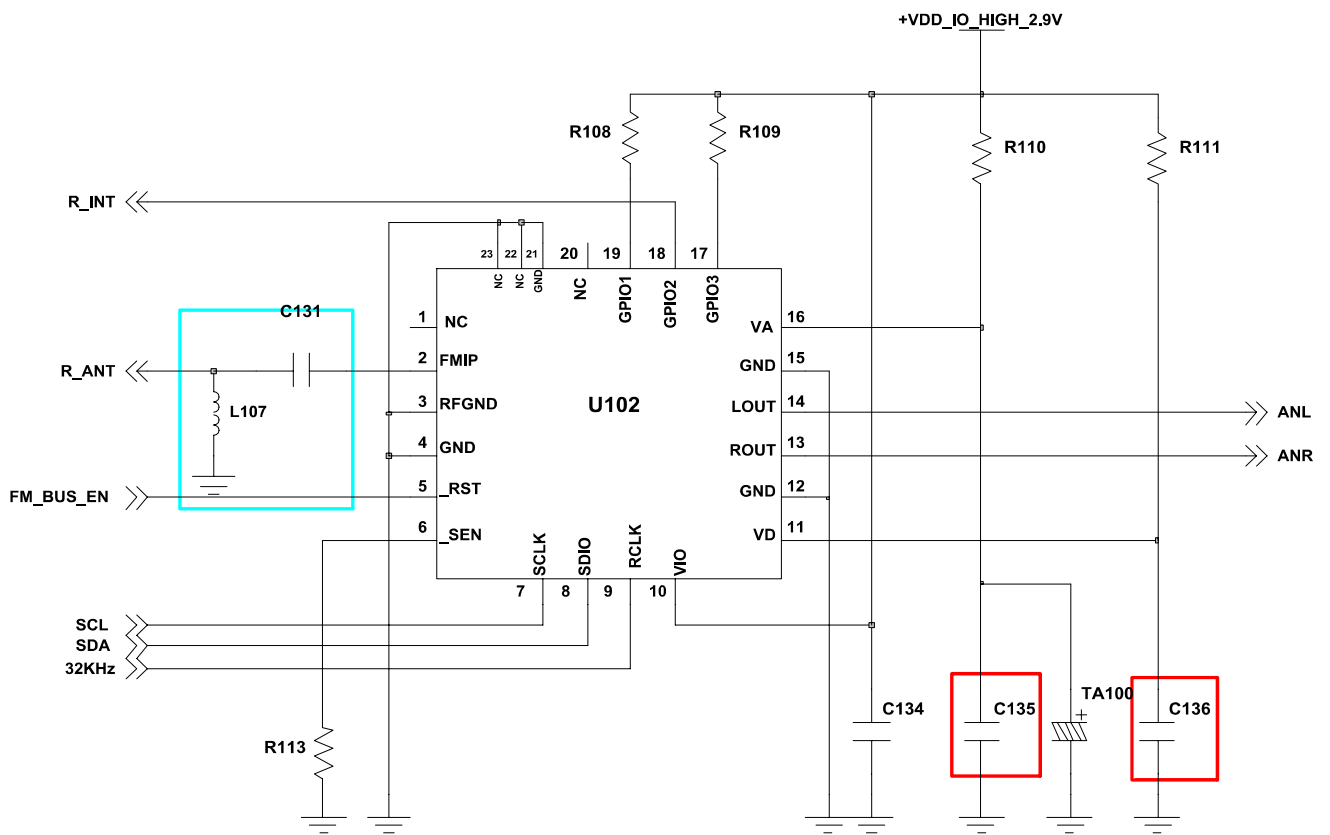 +VDD_IO_HIGH_2.9V
R108
R109
R110
R111
R_INT
23
22
21
20
19
18
17
NC
NC
GND
NC
GPIO1
GPIO2
GPIO3
C131
1
NC
VA
16
R_ANT
2
FMIP
GND
15
L107
3
RFGND
U102
LOUT
14
ANL
4
GND
ROUT
13
ANR
FM_BUS_EN
5
_RST
GND
12
6
_SEN
VD
11
SCLK
SDIO
RCLK
VIO
7
8
9
10
SCL
SDA
32KHz
R113
C134
C135
TA100
+
C136